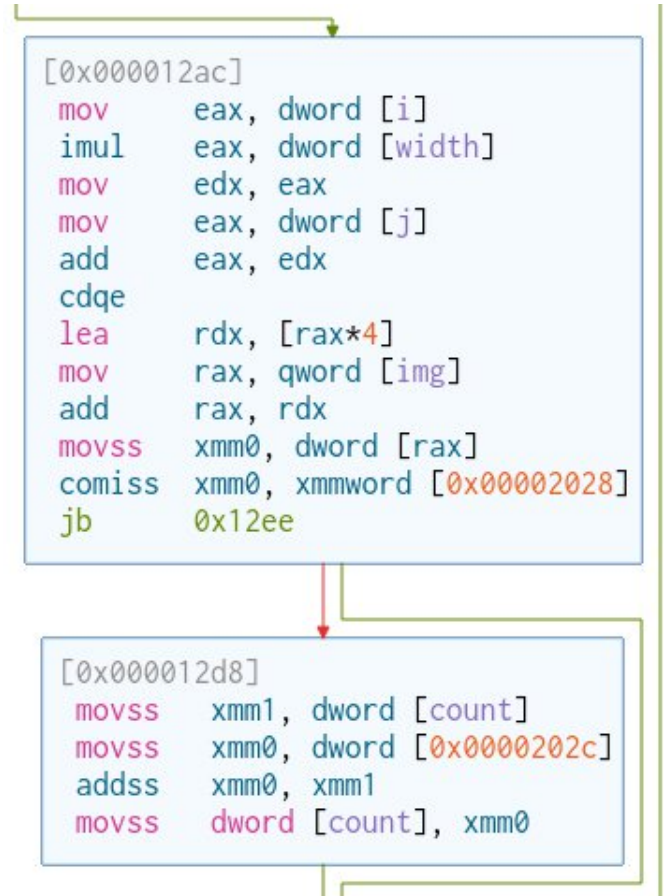 [0x000012ac]
mov eax, dword [i]
imul eax, dword [width]
mov edx, eax
mov eax, dword [j]
add eax, edx
cdqe
lea rdx, [rax*4]
mov rax, qword [img]
add rax, rdx
movss xmm0, dword [rax]
comiss xmm0, xmmword [0x00002028]
jb 0x12ee
[0x000012d8]
movss xmm1, dword [count]
movss xmm0, dword [0x0000202c]
addss xmm0, xmm1
movss dword [count], xmm0